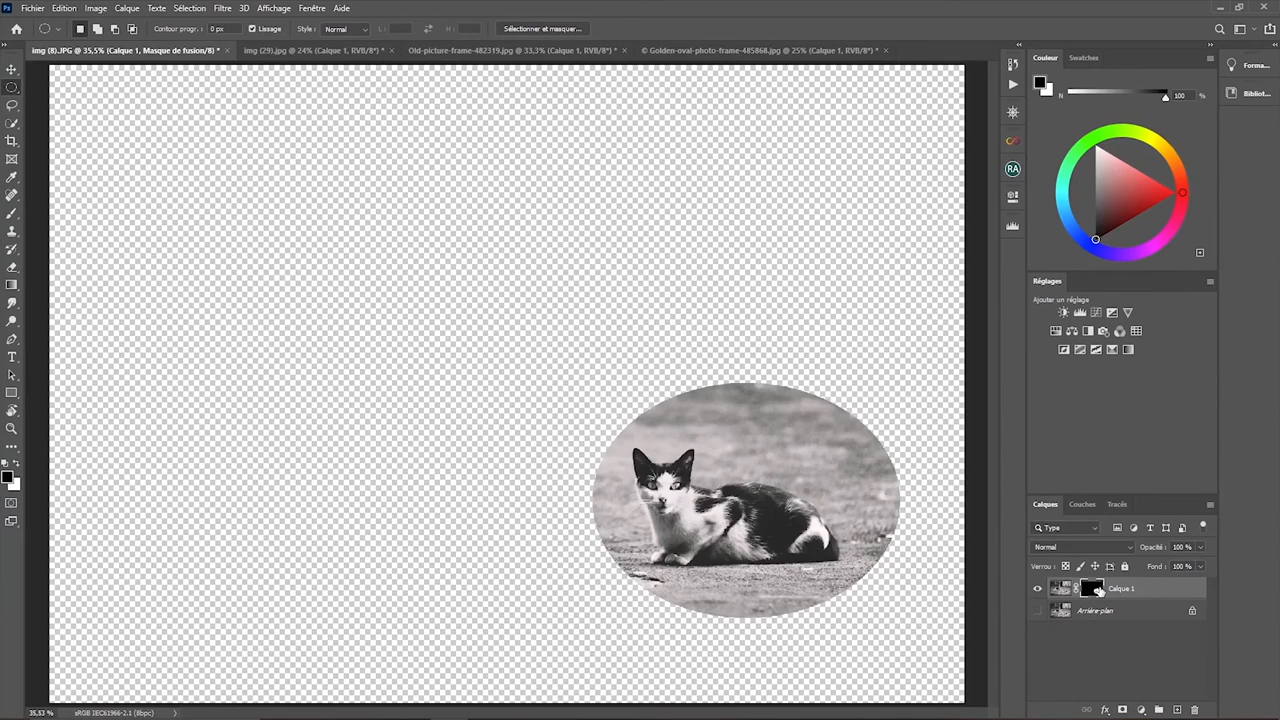 Ps Fichier Edition Image Calque Texte Sélection Filtre 3D Affichage Fenêtre Aide
Contour progr. : 0 px Lissage Style : Normal L : H : Sélectionner et masquer...
img (8).JPG @ 35,5% (Calque 1, Masque de fusion/8) * × img (29).jpg @ 24% (Calque 1, RVB/8*) * × Old-picture-frame-482319.jpg @ 33,3% (Calque 1, RVB/8*) * × © Golden-oval-photo-frame-485868.jpg @ 25% (Calque 1, RVB/8*) * ×
Couleur Swatches
Forma...
N 100 %
Bibliot...
RA
Réglages
Ajouter un réglage
Calques Couches Tracés
Type
Normal Opacité : 100 %
Verrou : Fond : 100 %
Calque 1
Arrière-plan
fx
35,53 % sRGB IEC61966-2.1 (8bpc)